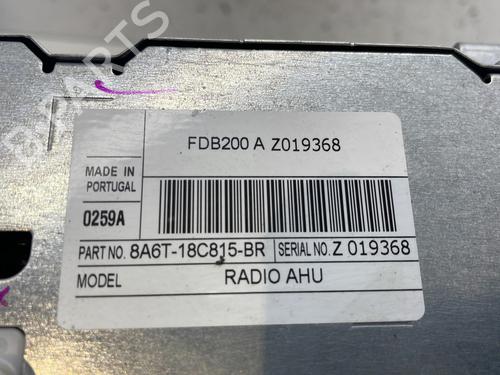 B-PARTS
FDB200 A Z019368
MADE IN
PORTUGAL
0259A
PART NO. 8A6T-18C815-BR SERIAL NO. Z 019368
MODEL RADIO AHU